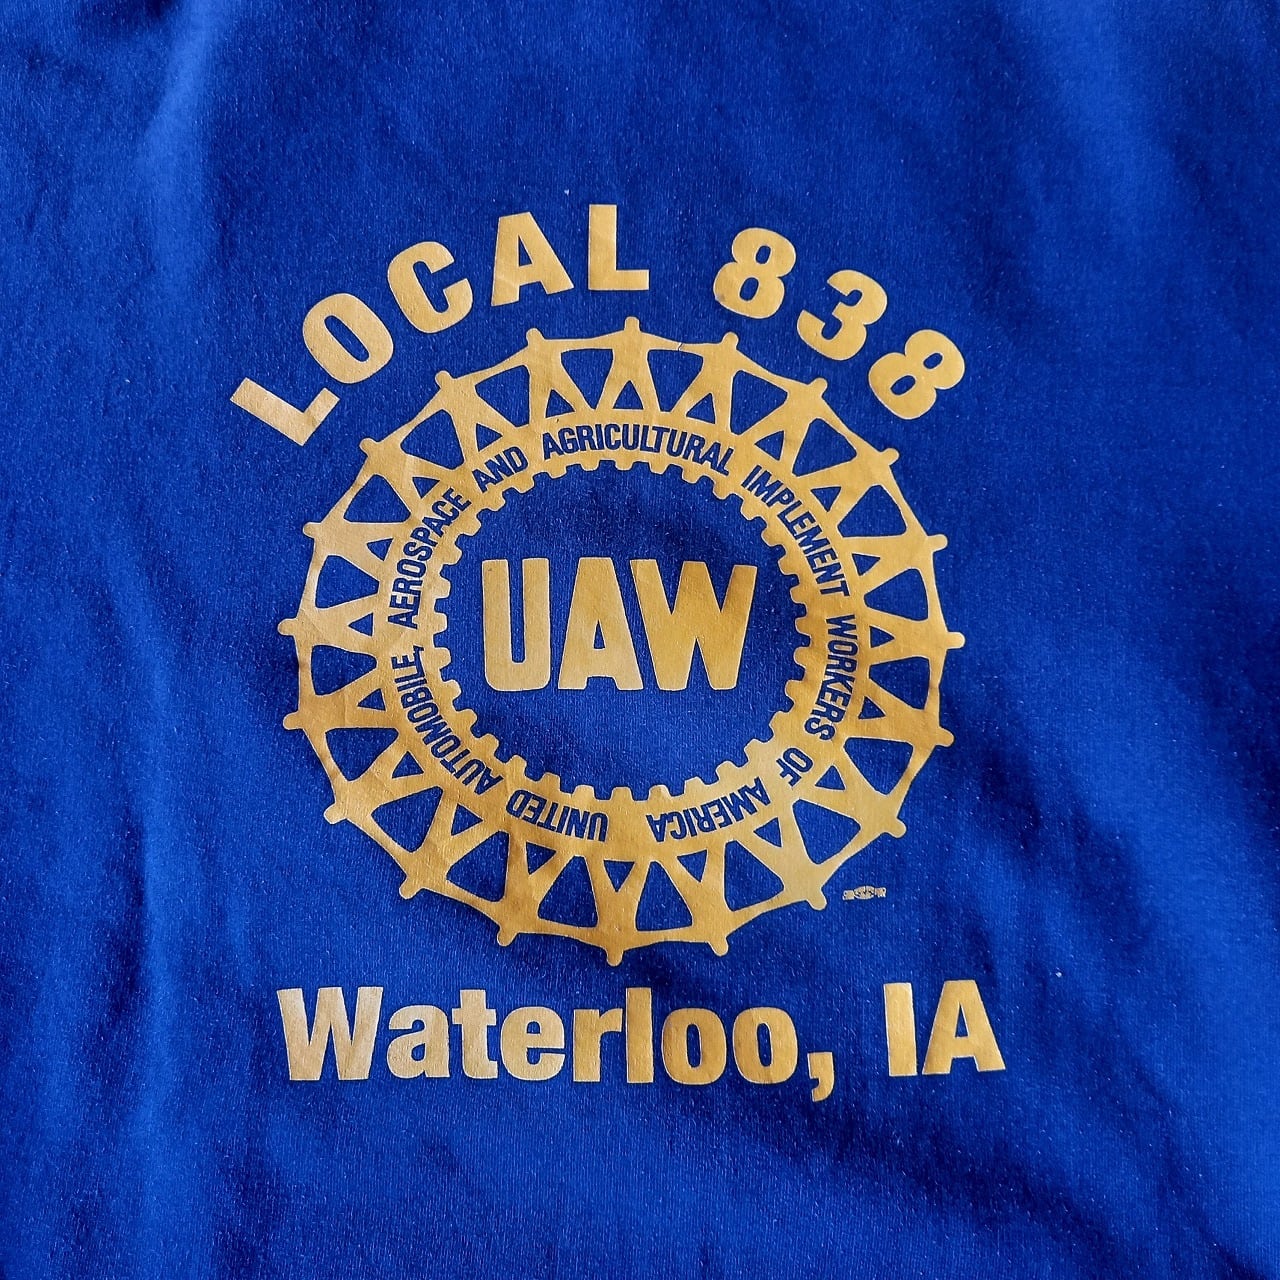 LOCAL 838
UNITED AUTOMOBILE, AEROSPACE AND AGRICULTURAL IMPLEMENT WORKERS OF AMERICA
UAW
Waterloo, IA